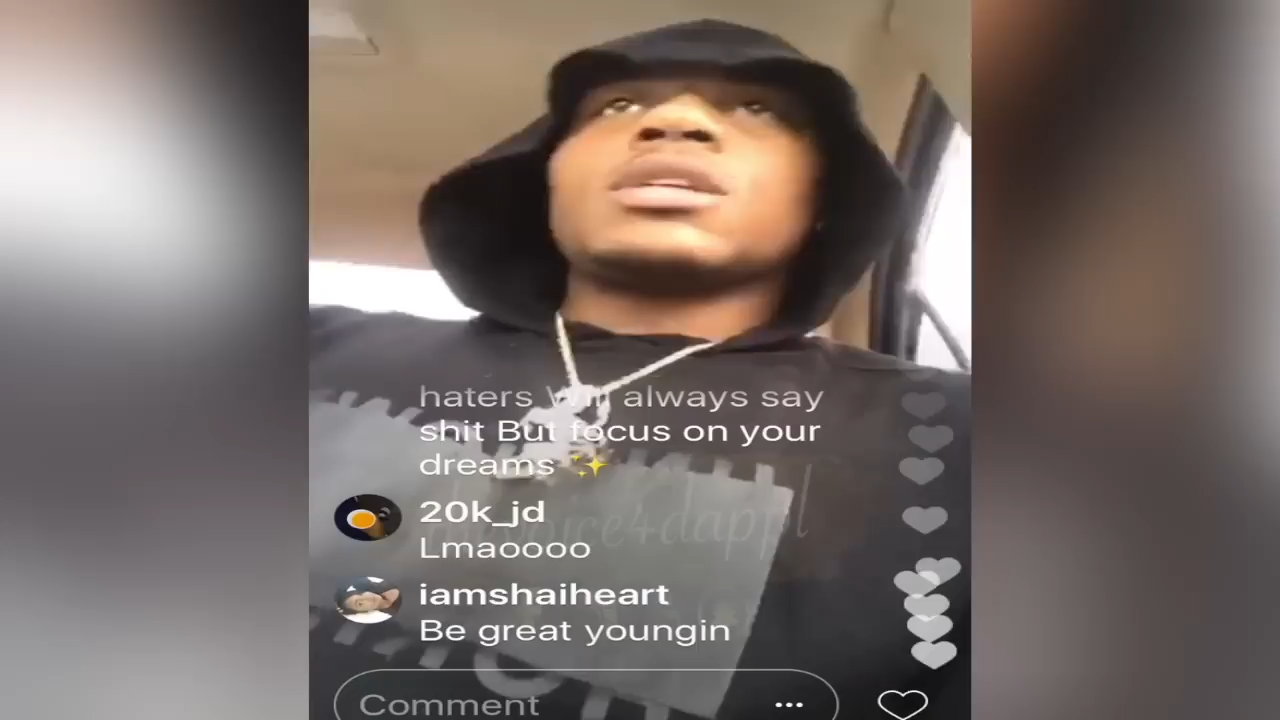 haters Will always say
shit But focus on your
dreams ✨
20k_jd
Lmaoooo
iamshaiheart
Be great youngin
Comment